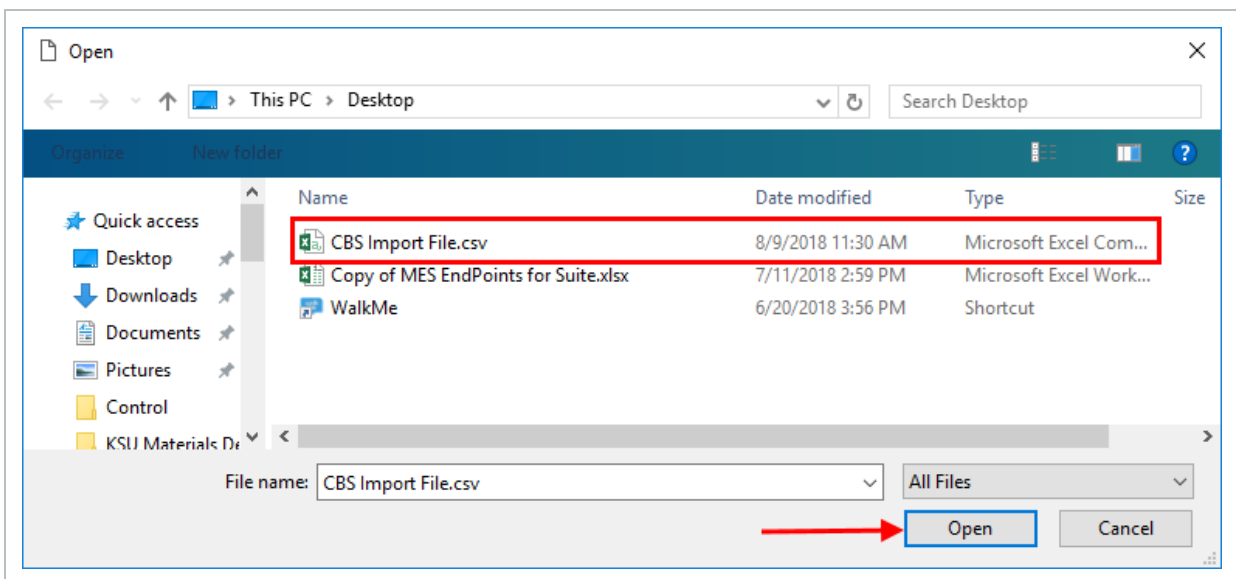 Open
This PC > Desktop
Search Desktop
Organize New folder
Name Date modified Type Size
Quick access
Desktop
Downloads
Documents
Pictures
Control
KSU Materials De
CBS Import File.csv 8/9/2018 11:30 AM Microsoft Excel Com...
Copy of MES EndPoints for Suite.xlsx 7/11/2018 2:59 PM Microsoft Excel Work...
WalkMe 6/20/2018 3:56 PM Shortcut
File name: CBS Import File.csv All Files
Open Cancel